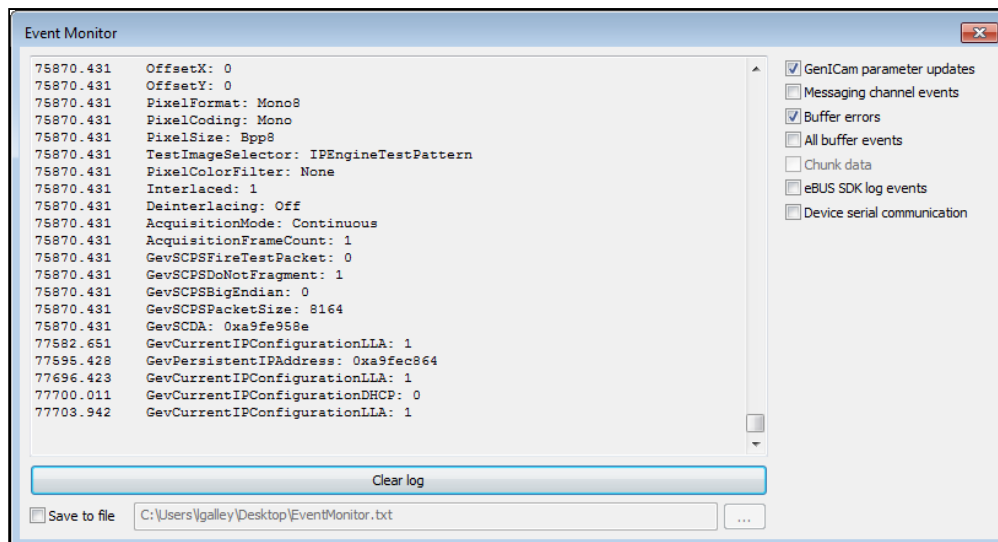 Event Monitor
75870.431 OffsetX: 0
75870.431 OffsetY: 0
75870.431 PixelFormat: Mono8
75870.431 PixelCoding: Mono
75870.431 PixelSize: Bpp8
75870.431 TestImageSelector: IPEngineTestPattern
75870.431 PixelColorFilter: None
75870.431 Interlaced: 1
75870.431 Deinterlacing: Off
75870.431 AcquisitionMode: Continuous
75870.431 AcquisitionFrameCount: 1
75870.431 GevSCPSFireTestPacket: 0
75870.431 GevSCPSDoNotFragment: 1
75870.431 GevSCPSBigEndian: 0
75870.431 GevSCPSPacketSize: 8164
75870.431 GevSCDA: 0xa9fe958e
77582.651 GevCurrentIPConfigurationLLA: 1
77595.428 GevPersistentIPAddress: 0xa9fec864
77696.423 GevCurrentIPConfigurationLLA: 1
77700.011 GevCurrentIPConfigurationDHCP: 0
77703.942 GevCurrentIPConfigurationLLA: 1
GenICam parameter updates
Messaging channel events
Buffer errors
All buffer events
Chunk data
eBUS SDK log events
Device serial communication
Clear log
Save to file
C:\Users\lgalley\Desktop\EventMonitor.txt
...